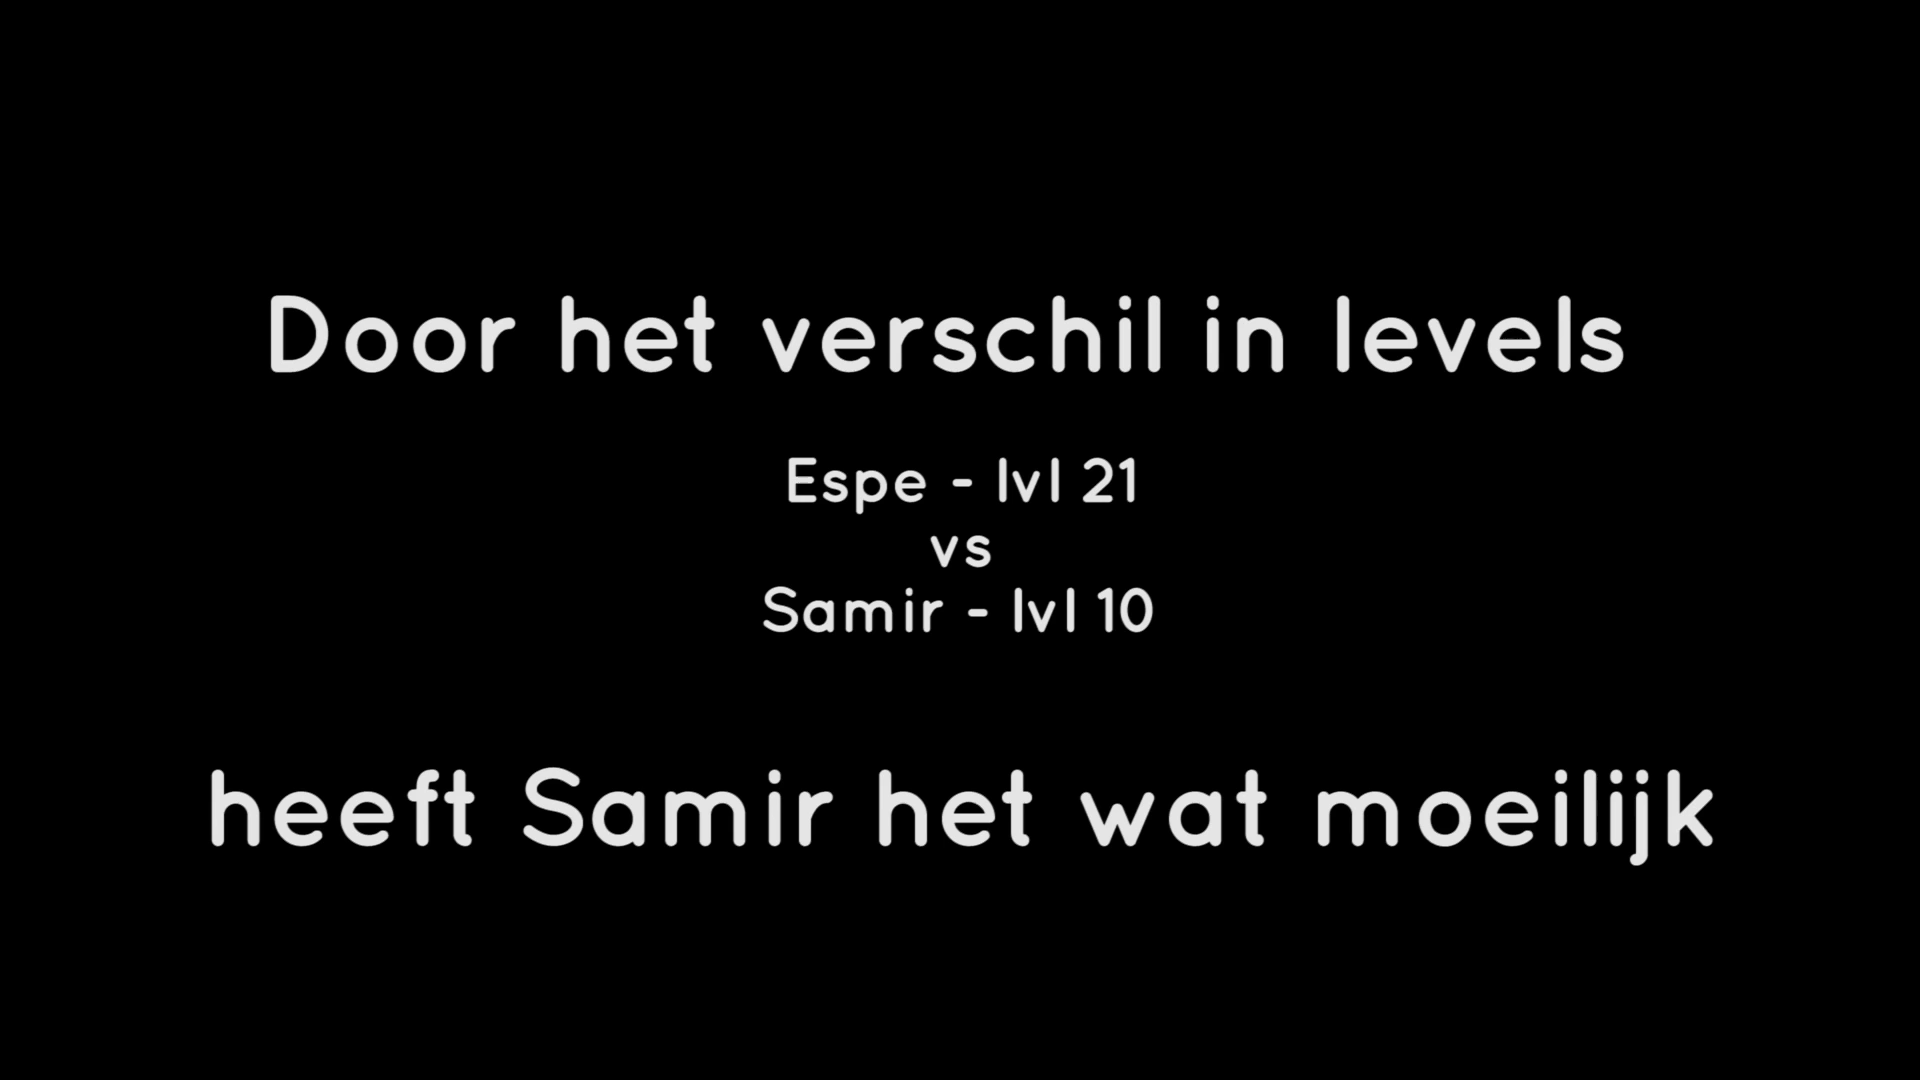 Door het verschil in levels
Espe - lvl 21
vs
Samir - lvl 10
heeft Samir het wat moeilijk